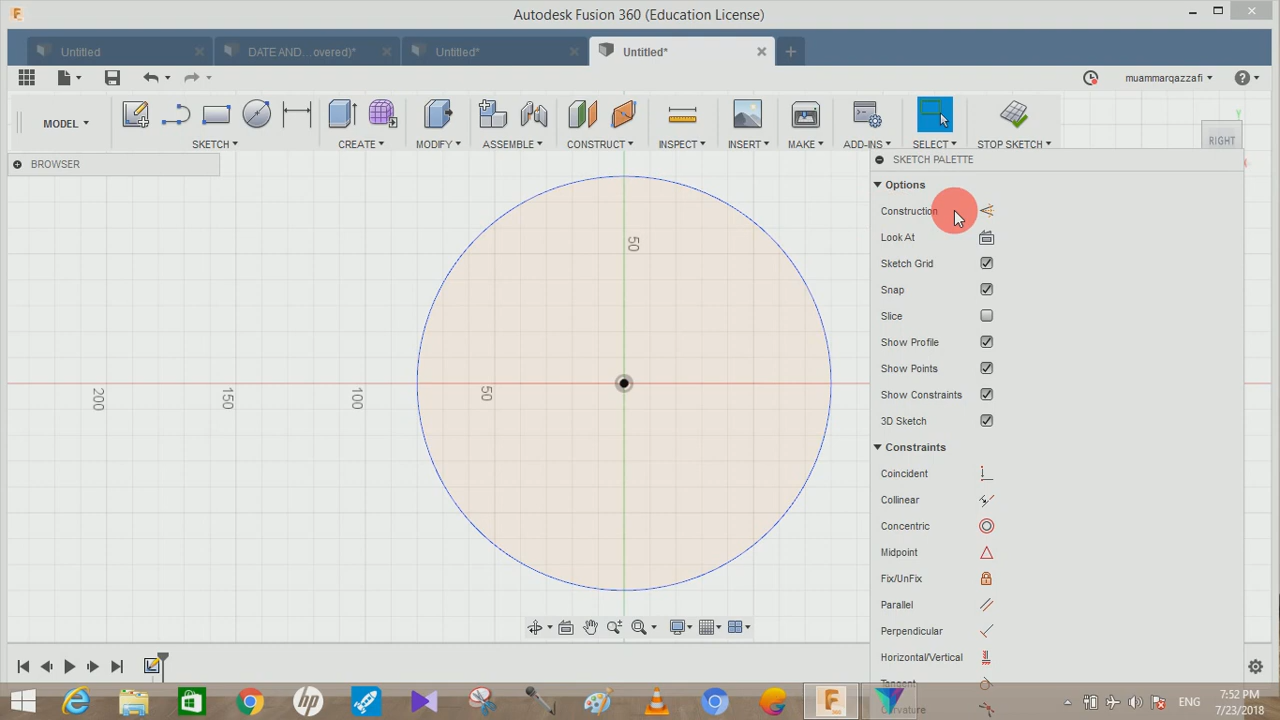 Autodesk Fusion 360 (Education License)
Untitled
DATE AND...overed)*
Untitled*
Untitled*
muammarqazzafi
MODEL
SKETCH
CREATE
MODIFY
ASSEMBLE
CONSTRUCT
INSPECT
INSERT
MAKE
ADD-INS
SELECT
STOP SKETCH
RIGHT
BROWSER
SKETCH PALETTE
Options
Construction
Look At
Sketch Grid
Snap
Slice
Show Profile
Show Points
Show Constraints
3D Sketch
Constraints
Coincident
Collinear
Concentric
Midpoint
Fix/UnFix
Parallel
Perpendicular
Horizontal/Vertical
Tangent
Curvature
50
200
150
100
50
ENG
7:52 PM
7/23/2018